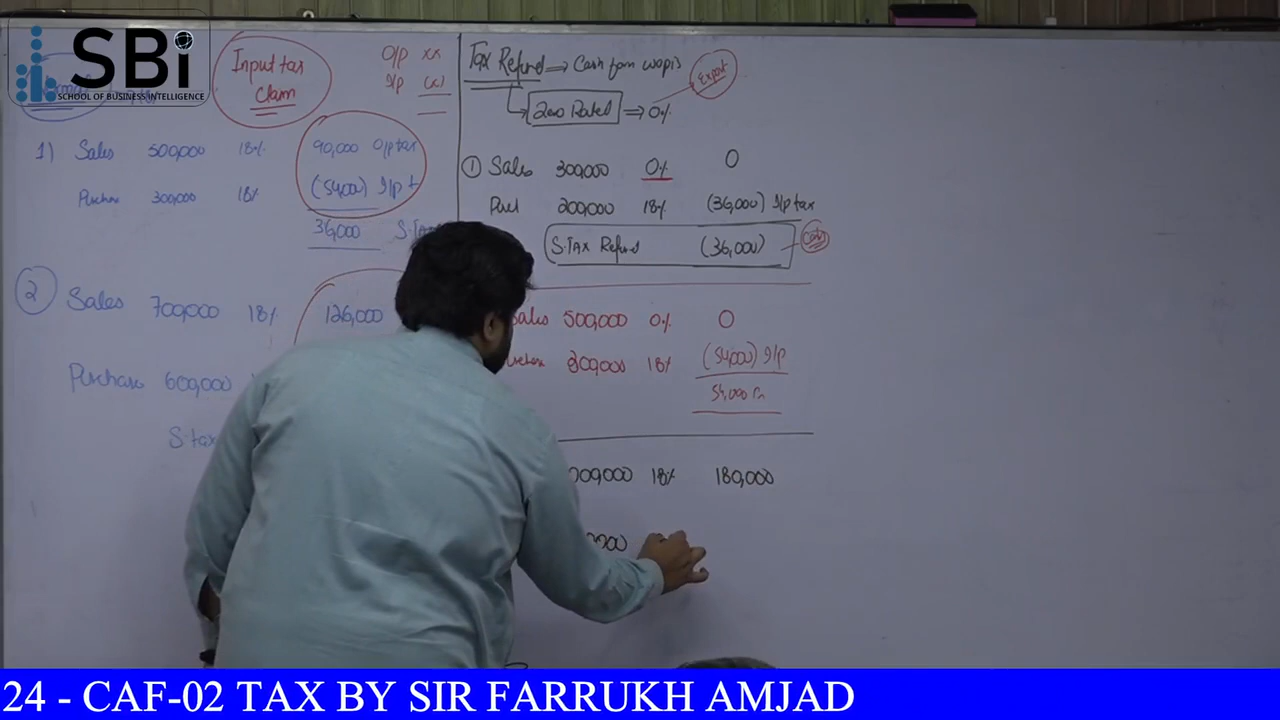 SBi
SCHOOL OF BUSINESS INTELLIGENCE
Input tax
Claim
O/p xx
I/p (x)
1) Sales 500,000 18% 90,000 O/p tax
Purchase 300,000 18% (54,000) I/p t
36,000 S.Tax
2 Sales 700,000 18% 126,000
Purchase 600,000
S.tax
Tax Refund ⇒ Cash fom wapis
Zero Rated ⇒ 0%
Export
1 Sales 300,000 0% 0
Purc 200,000 18% (36,000) I/p tax
S.TAX Refund (36,000)
Cash
Sales 500,000 0% 0
Purchase 300,000 18% (54,000) I/p
54,000
000,000 18% 180,000
24 - CAF-02 TAX BY SIR FARRUKH AMJAD